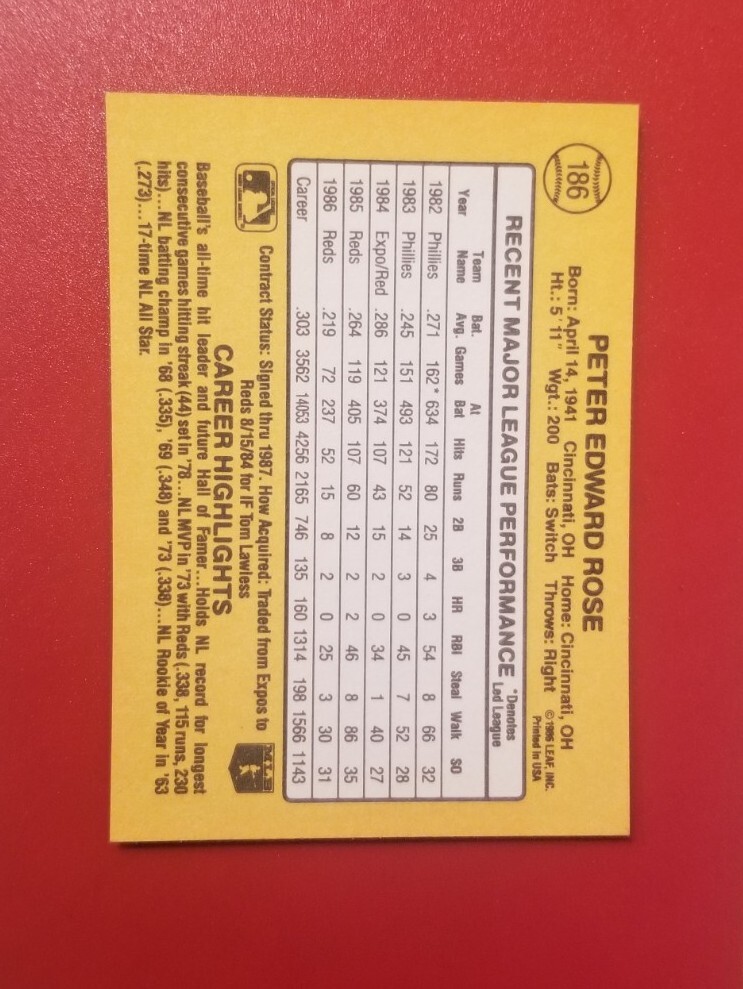 186
PETER EDWARD ROSE
Born: April 14, 1941 Cincinnati, OH Home: Cincinnati, OH
Ht.: 5' 11" Wgt.: 200 Bats: Switch Throws: Right
© 1986 LEAF, INC.
Printed in USA
RECENT MAJOR LEAGUE PERFORMANCE *Denotes Led League
Year Team Name Bat. Avg. Games At Bat Hits Runs 2B 3B HR RBI Steal Walk SO
1982 Phillies .271 162* 634 172 80 25 4 3 54 8 66 32
1983 Phillies .245 151 493 121 52 14 3 0 45 7 52 28
1984 Expo/Red .286 121 374 107 43 15 2 0 34 1 40 27
1985 Reds .264 119 405 107 60 12 2 2 46 8 86 35
1986 Reds .219 72 237 52 15 8 2 0 25 3 30 31
Career .303 3562 14053 4256 2165 746 135 160 1314 198 1566 1143
Contract Status: Signed thru 1987. How Acquired: Traded from Expos to
Reds 8/15/84 for IF Tom Lawless
MLB
CAREER HIGHLIGHTS
Baseball's all-time hit leader and future Hall of Famer...Holds NL record for longest
consecutive games hitting streak (44) set in '78...NL MVP in '73 with Reds (.338, 115 runs, 230
hits)...NL batting champ in '68 (.335), '69 (.348) and '73 (.338)...NL Rookie of Year in '63
(.273)...17-time NL All Star.